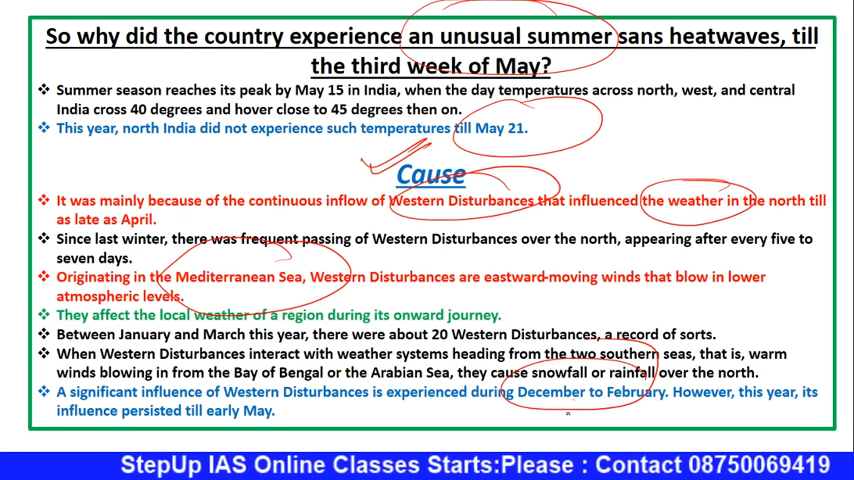 So why did the country experience an unusual summer sans heatwaves, till
the third week of May?
❖ Summer season reaches its peak by May 15 in India, when the day temperatures across north, west, and central
India cross 40 degrees and hover close to 45 degrees then on.
❖ This year, north India did not experience such temperatures till May 21.
Cause
❖ It was mainly because of the continuous inflow of Western Disturbances that influenced the weather in the north till
as late as April.
❖ Since last winter, there was frequent passing of Western Disturbances over the north, appearing after every five to
seven days.
❖ Originating in the Mediterranean Sea, Western Disturbances are eastward-moving winds that blow in lower
atmospheric levels.
❖ They affect the local weather of a region during its onward journey.
❖ Between January and March this year, there were about 20 Western Disturbances, a record of sorts.
❖ When Western Disturbances interact with weather systems heading from the two southern seas, that is, warm
winds blowing in from the Bay of Bengal or the Arabian Sea, they cause snowfall or rainfall over the north.
❖ A significant influence of Western Disturbances is experienced during December to February. However, this year, its
influence persisted till early May.
StepUp IAS Online Classes Starts:Please : Contact 08750069419